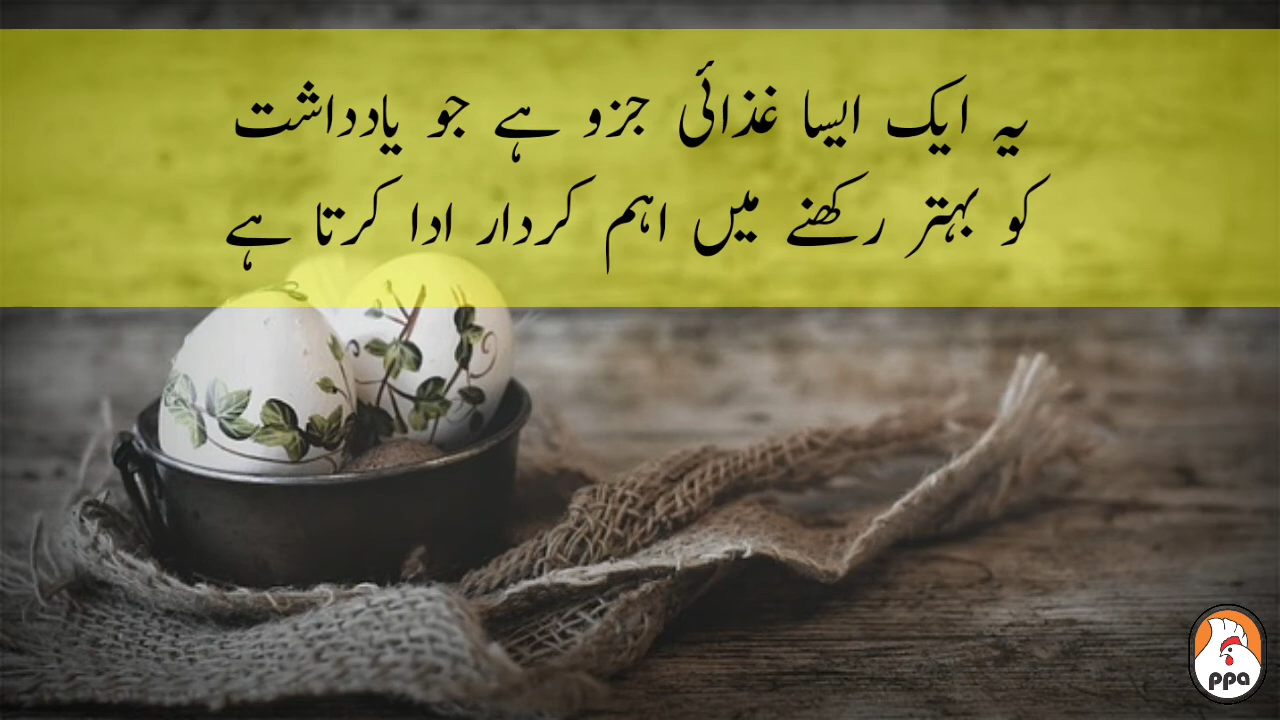 یہ ایک ایسا غذائی جزو ہے جو یادداشت
کو بہتر رکھنے میں اہم کردار ادا کرتا ہے
ppa